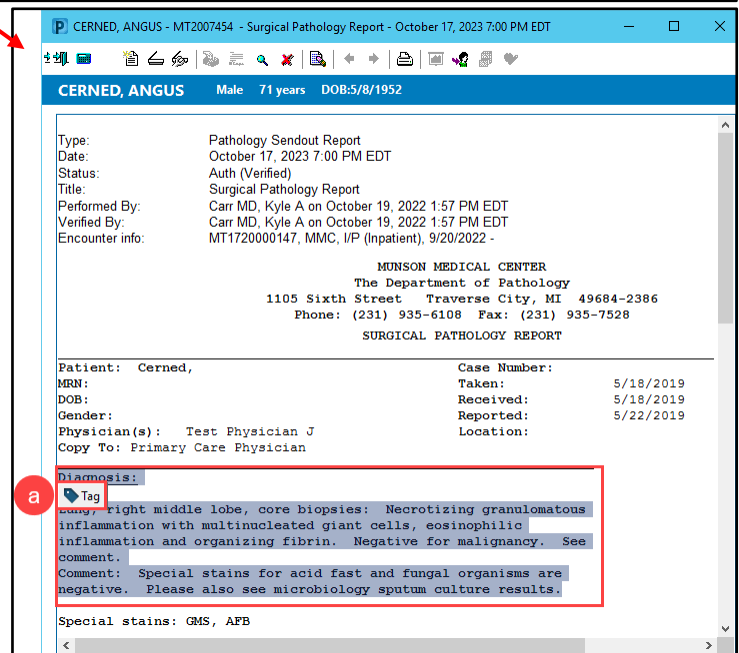 CERNED, ANGUS - MT2007454 - Surgical Pathology Report - October 17, 2023 7:00 PM EDT
CERNED, ANGUS Male 71 years DOB:5/8/1952
Type: Pathology Sendout Report
Date: October 17, 2023 7:00 PM EDT
Status: Auth (Verified)
Title: Surgical Pathology Report
Performed By: Carr MD, Kyle A on October 19, 2022 1:57 PM EDT
Verified By: Carr MD, Kyle A on October 19, 2022 1:57 PM EDT
Encounter info: MT1720000147, MMC, I/P (Inpatient), 9/20/2022 -
MUNSON MEDICAL CENTER
The Department of Pathology
1105 Sixth Street Traverse City, MI 49684-2386
Phone: (231) 935-6108 Fax: (231) 935-7528
SURGICAL PATHOLOGY REPORT
Patient: Cerned, Case Number:
MRN: Taken: 5/18/2019
DOB: Received: 5/18/2019
Gender: Reported: 5/22/2019
Physician(s): Test Physician J Location:
Copy To: Primary Care Physician
Diagnosis:
a Tag
Lung, right middle lobe, core biopsies: Necrotizing granulomatous
inflammation with multinucleated giant cells, eosinophilic
inflammation and organizing fibrin. Negative for malignancy. See
comment.
Comment: Special stains for acid fast and fungal organisms are
negative. Please also see microbiology sputum culture results.
Special stains: GMS, AFB